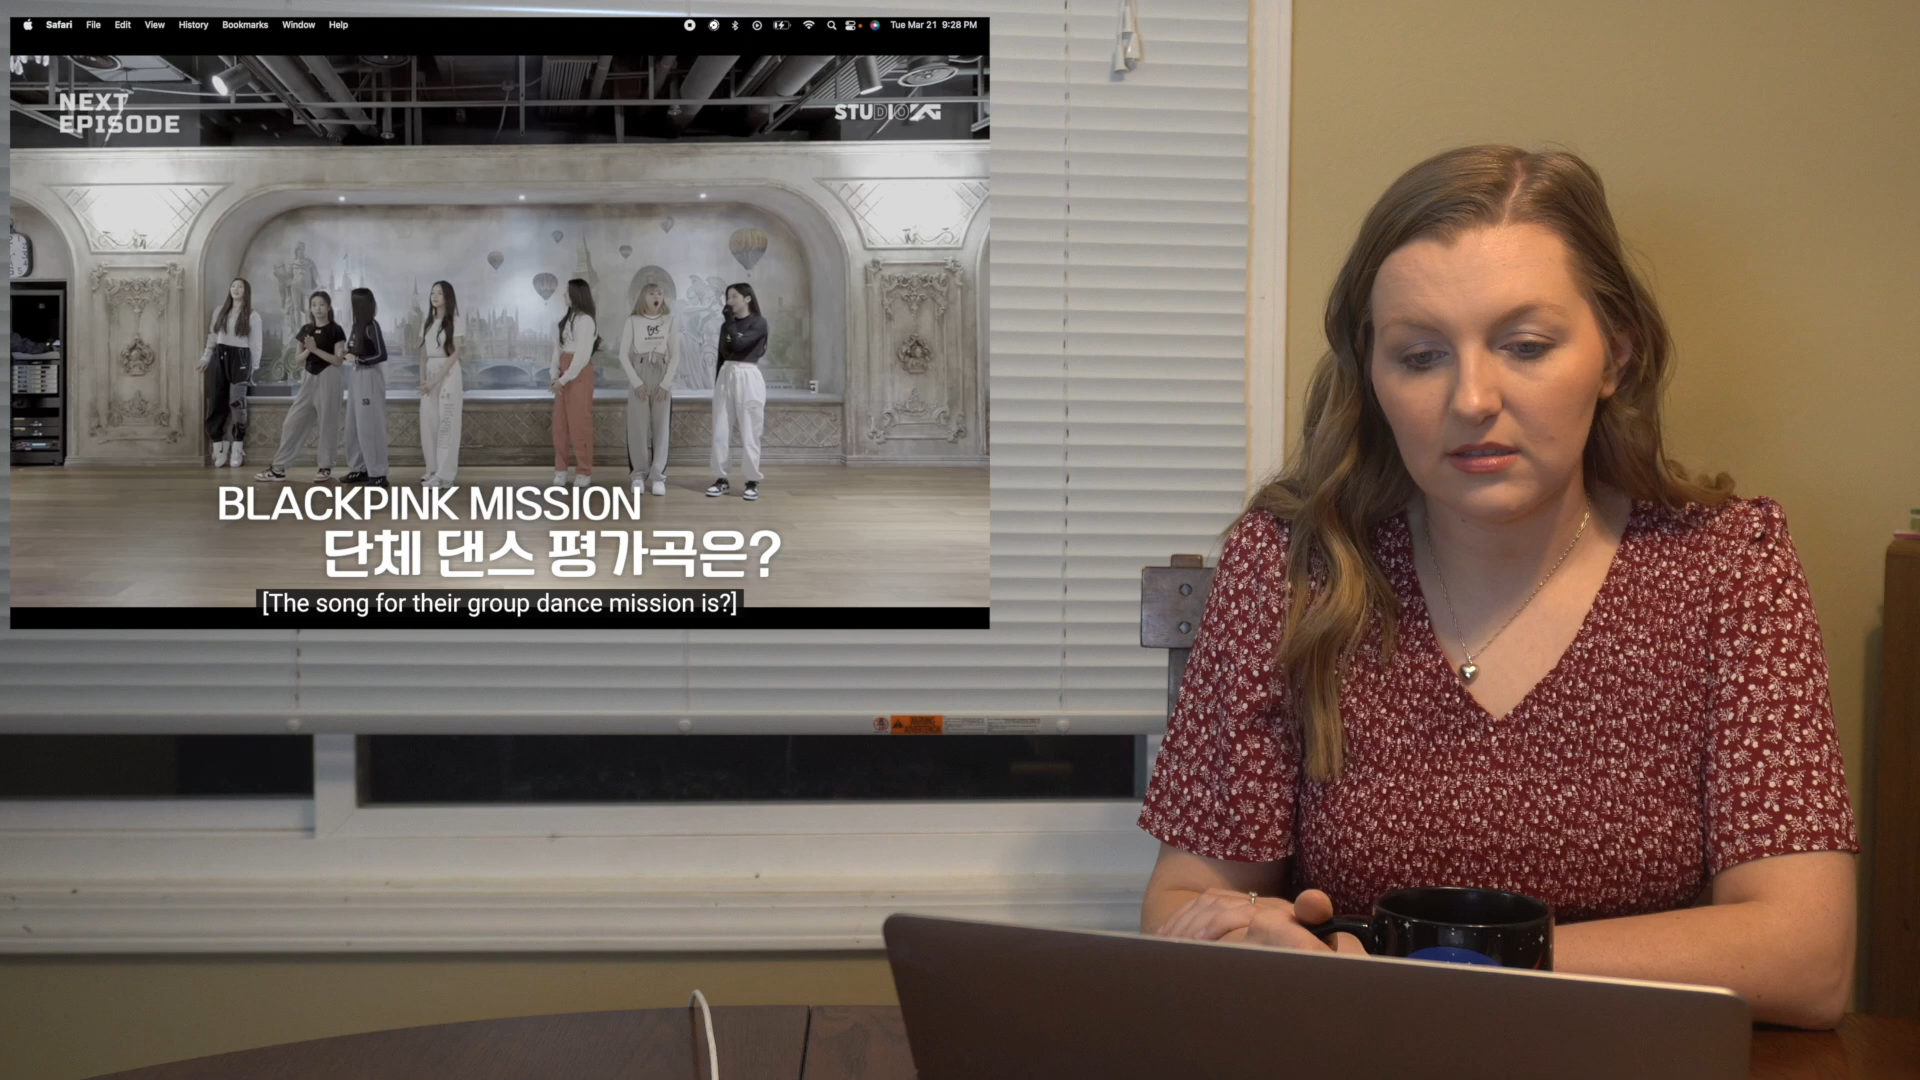 Safari File Edit View History Bookmarks Window Help
Tue Mar 21 9:28 PM
NEXT
EPISODE
STUDIO YG
BLACKPINK MISSION
단체 댄스 평가곡은?
[The song for their group dance mission is?]